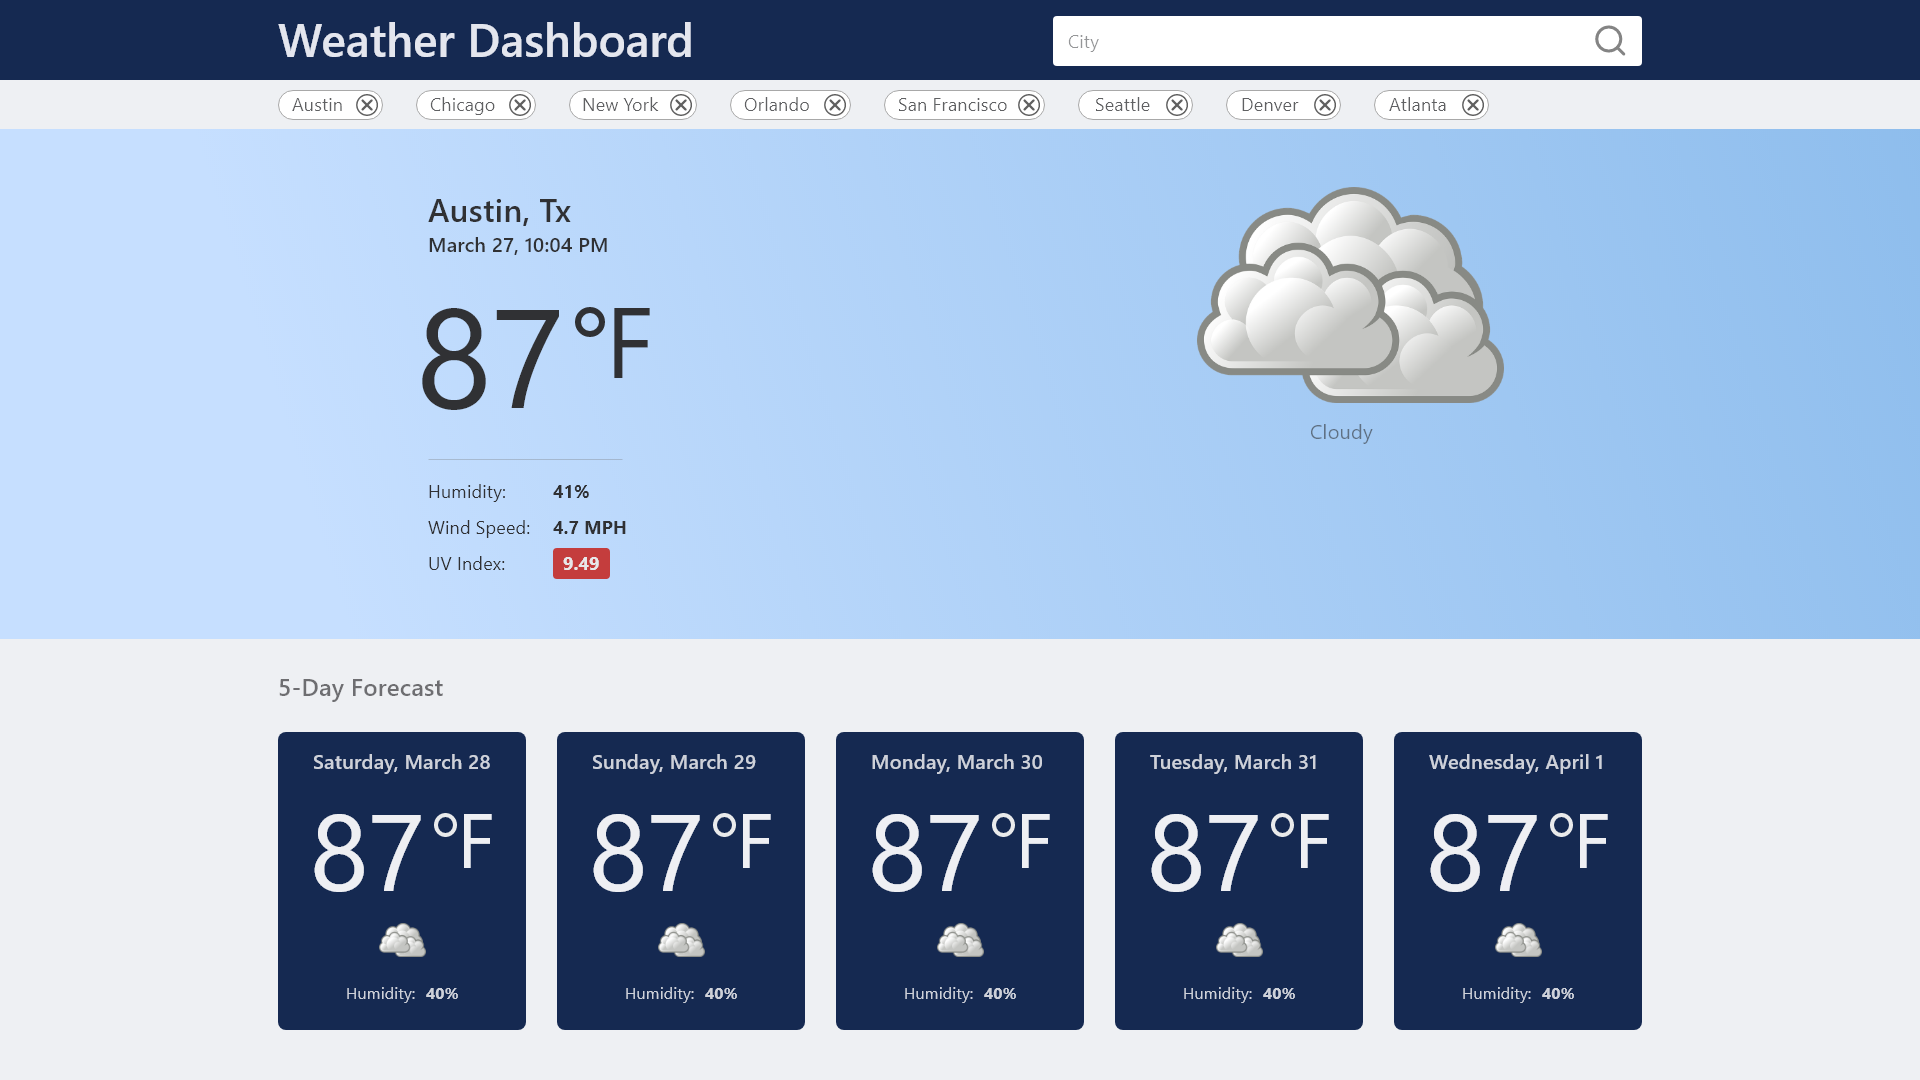 Weather Dashboard
City
Austin Chicago New York Orlando San Francisco Seattle Denver Atlanta
Austin, Tx
March 27, 10:04 PM
87°F
Cloudy
Humidity: 41%
Wind Speed: 4.7 MPH
UV Index: 9.49
5-Day Forecast
Saturday, March 28
87°F
Humidity: 40%
Sunday, March 29
87°F
Humidity: 40%
Monday, March 30
87°F
Humidity: 40%
Tuesday, March 31
87°F
Humidity: 40%
Wednesday, April 1
87°F
Humidity: 40%